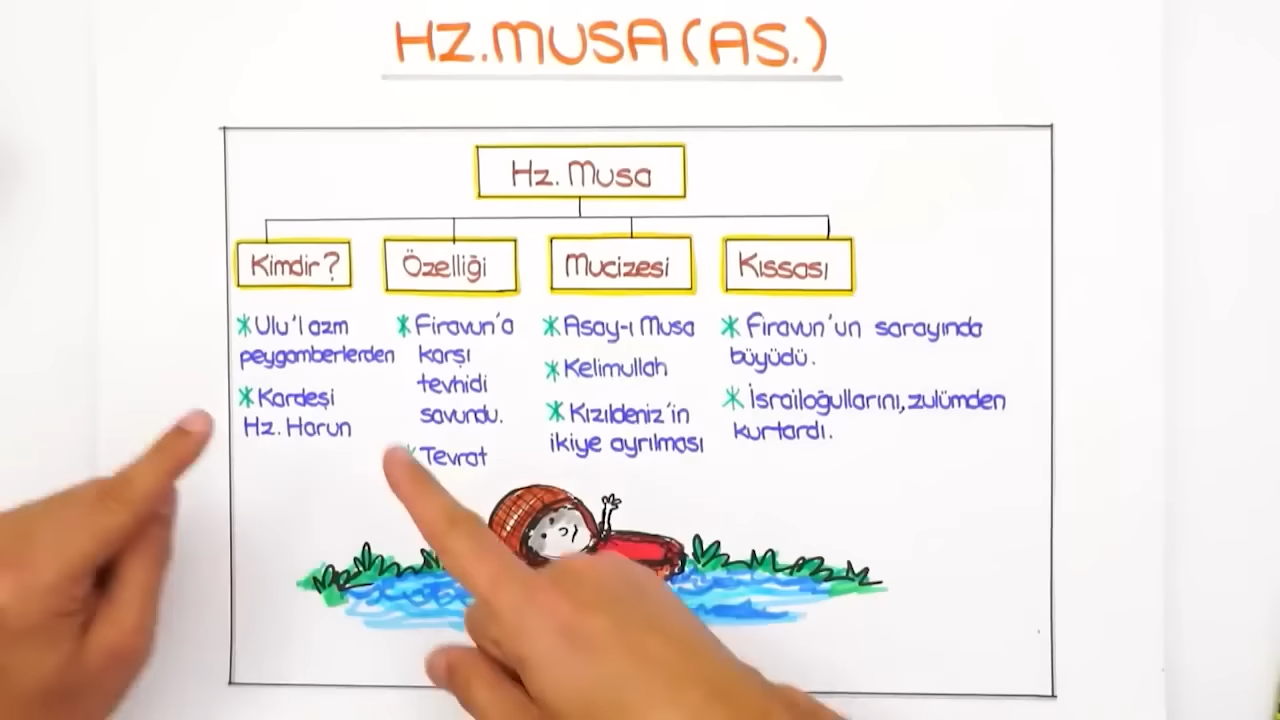 HZ.MUSA(AS.)
Hz. Musa
Kimdir?
*Ulu'l azm
peygamberlerden
*Kardeşi
Hz. Harun
Özelliği
*Firavun'a
karşı
tevhidi
savundu.
*Tevrat
Mucizesi
*Asay-ı Musa
*Kelimullah
*Kızıldeniz'in
ikiye ayrılması
Kıssası
*Firavun'un sarayında
büyüdü.
*İsrailoğullarını, zulümden
kurtardı.